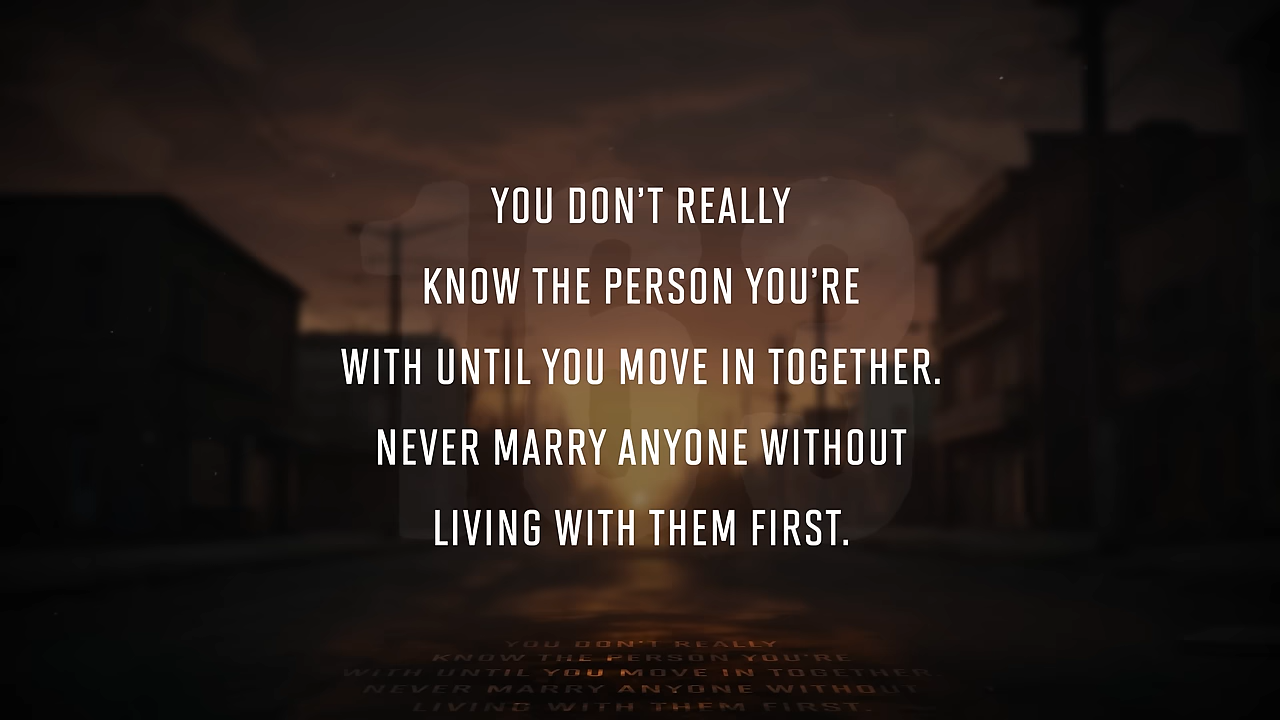 163
YOU DON'T REALLY
KNOW THE PERSON YOU'RE
WITH UNTIL YOU MOVE IN TOGETHER.
NEVER MARRY ANYONE WITHOUT
LIVING WITH THEM FIRST.
YOU DON'T REALLY
KNOW THE PERSON YOU'RE
WITH UNTIL YOU MOVE IN TOGETHER
NEVER MARRY ANYONE WITHOUT
LIVING WITH THEM FIRST.